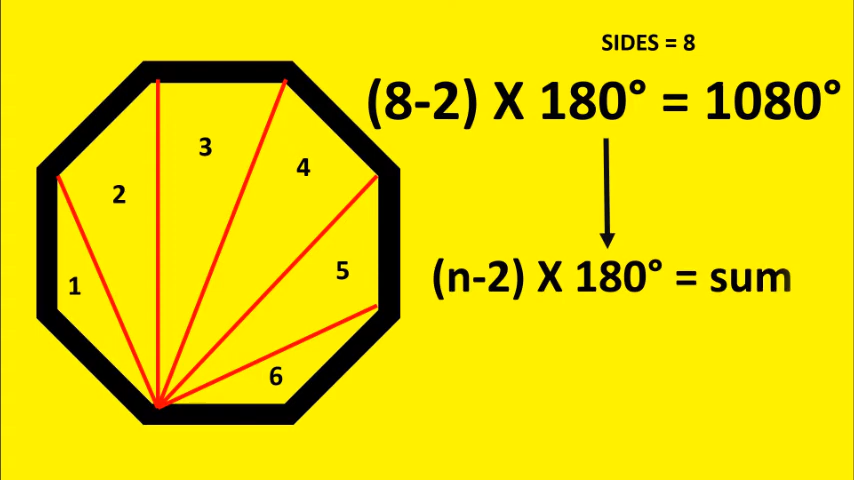 SIDES = 8
(8-2) X 180° = 1080°
3
4
2
5
1
6
(n-2) X 180° = sum